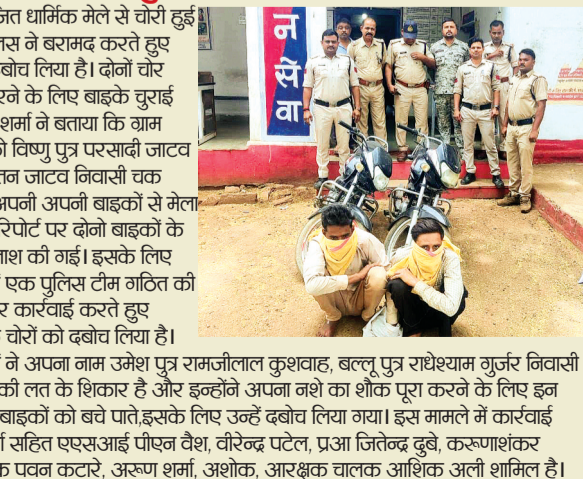 जित धार्मिक मेले से चोरी हुई
लस ने बरामद करते हुए
दबोच लिया है। दोनों चोर
रने के लिए बाइके चुराई
शर्मा ने बताया कि ग्राम
विष्णु पुत्र परसादी जाटव
तन जाटव निवासी चक
अपनी अपनी बाइकों से मेला
रिपोर्ट पर दोनो बाइकों के
लाश की गई। इसके लिए
एक पुलिस टीम गठित की
र कार्रवाई करते हुए
चोरों को दबोच लिया है।
न
से
वा
ने अपना नाम उमेश पुत्र रामजीलाल कुशवाह, बल्लू पुत्र राधेश्याम गुर्जर निवासी
की लत के शिकार है और इन्होंने अपना नशे का शौक पूरा करने के लिए इन
बाइकों को बचे पाते,इसके लिए उन्हें दबोच लिया गया। इस मामले में कार्रवाई
सहित एएसआई पीएन वैश, वीरेन्द्र पटेल, प्रआ जितेन्द्र दुबे, करूणाशंकर
क पवन कटारे, अरूण शर्मा, अशोक, आरक्षक चालक आशिक अली शामिल है।